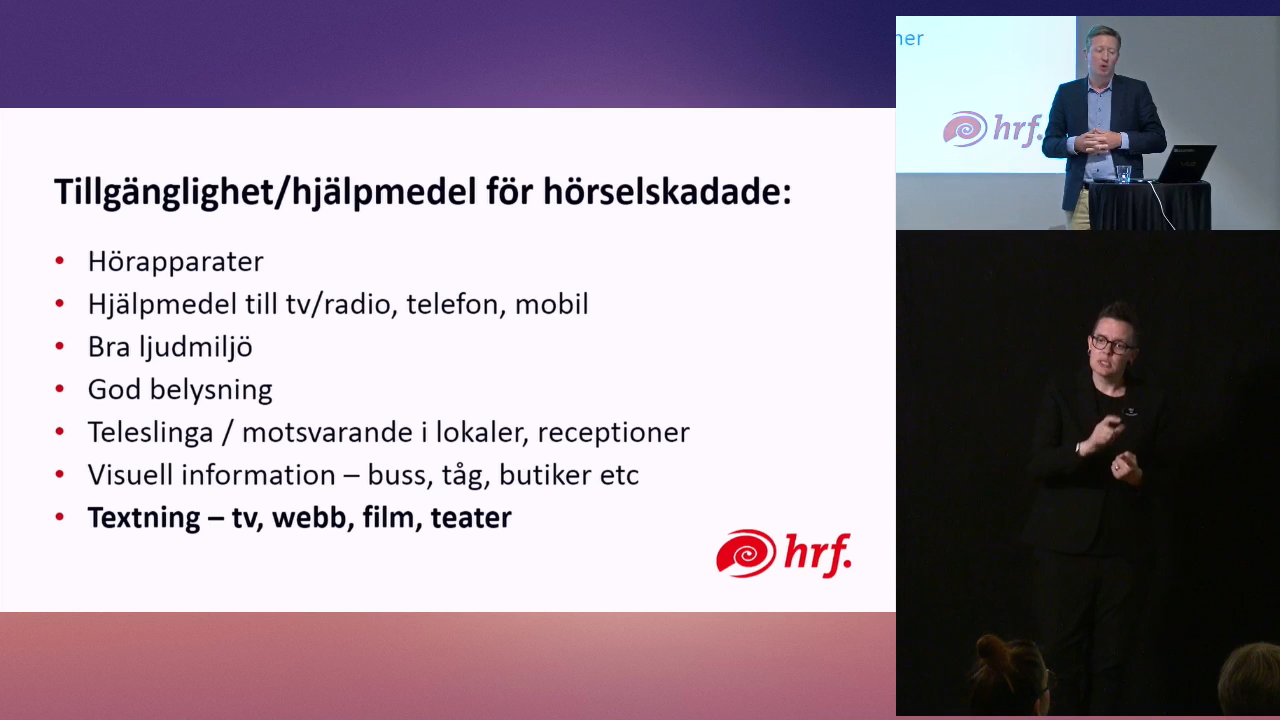 Tillgänglighet/hjälpmedel för hörselskadade:
• Hörapparater
• Hjälpmedel till tv/radio, telefon, mobil
• Bra ljudmiljö
• God belysning
• Teleslinga / motsvarande i lokaler, receptioner
• Visuell information – buss, tåg, butiker etc
• Textning – tv, webb, film, teater
hrf.
ner
hrf.